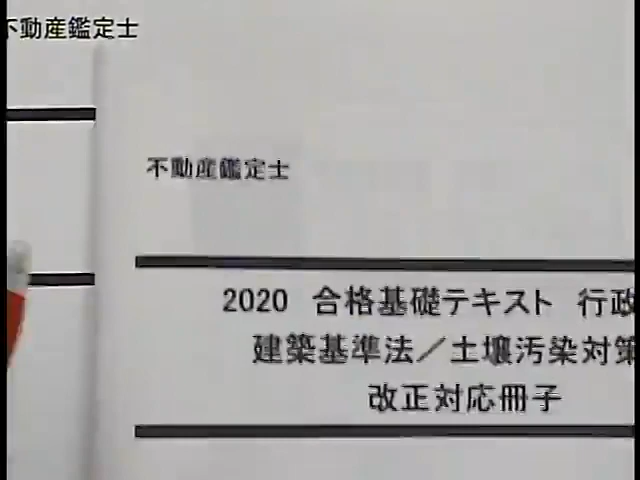 不動産鑑定士
不動産鑑定士
2020 合格基礎テキスト 行政
建築基準法／土壌汚染対策
改正対応冊子